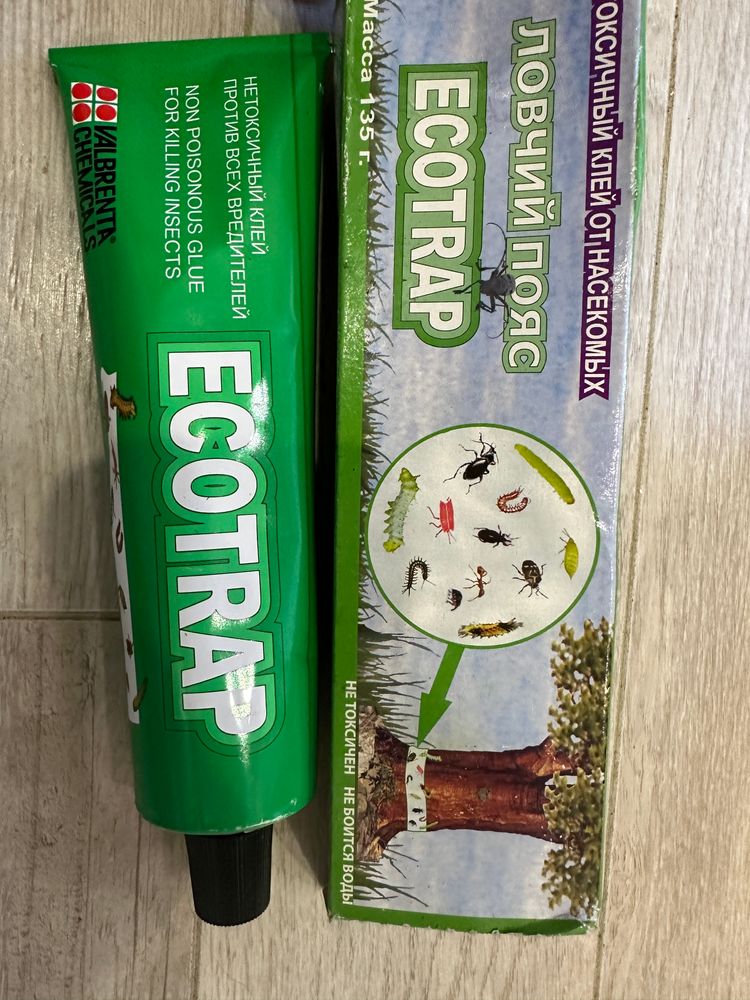 VALBRENTA®
CHEMICALS
НЕТОКСИЧНЫЙ КЛЕЙ
ПРОТИВ ВСЕХ ВРЕДИТЕЛЕЙ
NON POISONOUS GLUE
FOR KILLING INSECTS
ECOTRAP
ОКСИЧНЫЙ КЛЕЙ ОТ НАСЕКОМЫХ
ЛОВЧИЙ ПОЯС
ECOTRAP
Масса 135 г.
НЕ ТОКСИЧЕН НЕ БОИТСЯ ВОДЫ